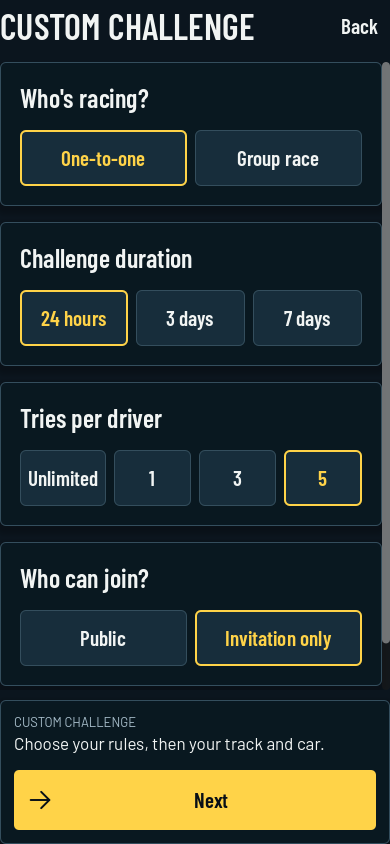 CUSTOM CHALLENGE
Back
Who's racing?
One-to-one
Group race
Challenge duration
24 hours
3 days
7 days
Tries per driver
Unlimited
1
3
5
Who can join?
Public
Invitation only
CUSTOM CHALLENGE
Choose your rules, then your track and car.
Next